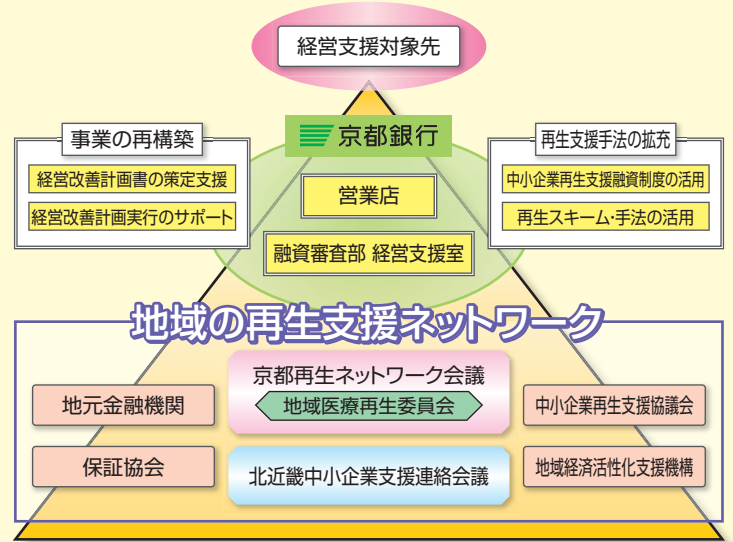 経営支援対象先
京都銀行
事業の再構築
経営改善計画書の策定支援
経営改善計画実行のサポート
営業店
融資審査部 経営支援室
再生支援手法の拡充
中小企業再生支援融資制度の活用
再生スキーム・手法の活用
地域の再生支援ネットワーク
地元金融機関
保証協会
京都再生ネットワーク会議
地域医療再生委員会
北近畿中小企業支援連絡会議
中小企業再生支援協議会
地域経済活性化支援機構